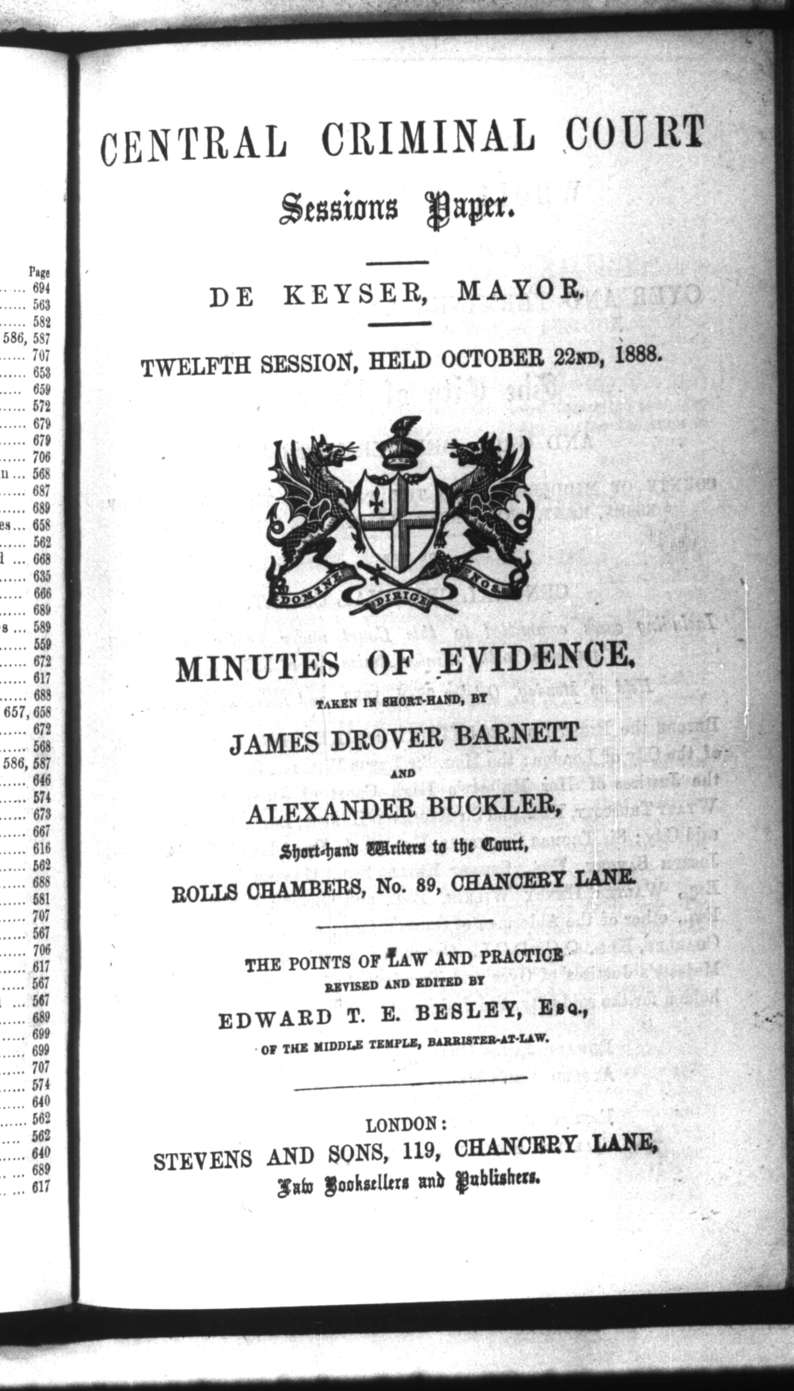 Page
694
563
582
586, 587
707
653
659
572
679
679
706
n ... 568
687
689
es... 658
562
668
635
666
689
s ... 589
559
672
617
688
657, 658
672
568
586, 587
646
574
673
667
616
562
688
581
707
567
706
617
567
567
689
699
699
707
574
640
562
562
640
689
617
CENTRAL CRIMINAL COURT
Sessions Paper.
DE KEYSER, MAYOR.
TWELFTH SESSION, HELD OCTOBER 22ND, 1888.
DOMINE DIRIGE NOS
MINUTES OF EVIDENCE,
TAKEN IN SHORT-HAND, BY
JAMES DROVER BARNETT
AND
ALEXANDER BUCKLER,
Short-hand Writers to the Court,
ROLLS CHAMBERS, No. 89, CHANCERY LANE.
THE POINTS OF LAW AND PRACTICE
REVISED AND EDITED BY
EDWARD T. E. BESLEY, ESQ.,
OF THE MIDDLE TEMPLE, BARRISTER-AT-LAW.
LONDON:
STEVENS AND SONS, 119, CHANCERY LANE,
Law Booksellers and Publishers.